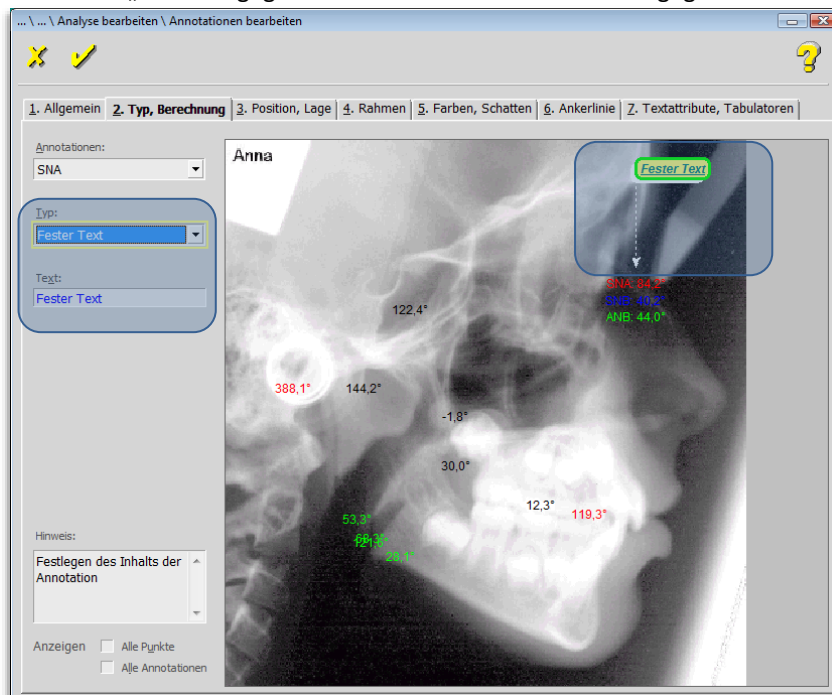 ... \ ... \ Analyse bearbeiten \ Annotationen bearbeiten
1. Allgemein 2. Typ, Berechnung 3. Position, Lage 4. Rahmen 5. Farben, Schatten 6. Ankerlinie 7. Textattribute, Tabulatoren
Annotationen:
SNA
Typ:
Fester Text
Text:
Fester Text
Anna
Fester Text
SNA: 84,2°
SNB: 40,2°
ANB: 44,0°
122,4°
388,1°
144,2°
-1,8°
30,0°
12,3°
119,3°
53,3°
28,1°
Hinweis:
Festlegen des Inhalts der
Annotation
Anzeigen
Alle Punkte
Alle Annotationen